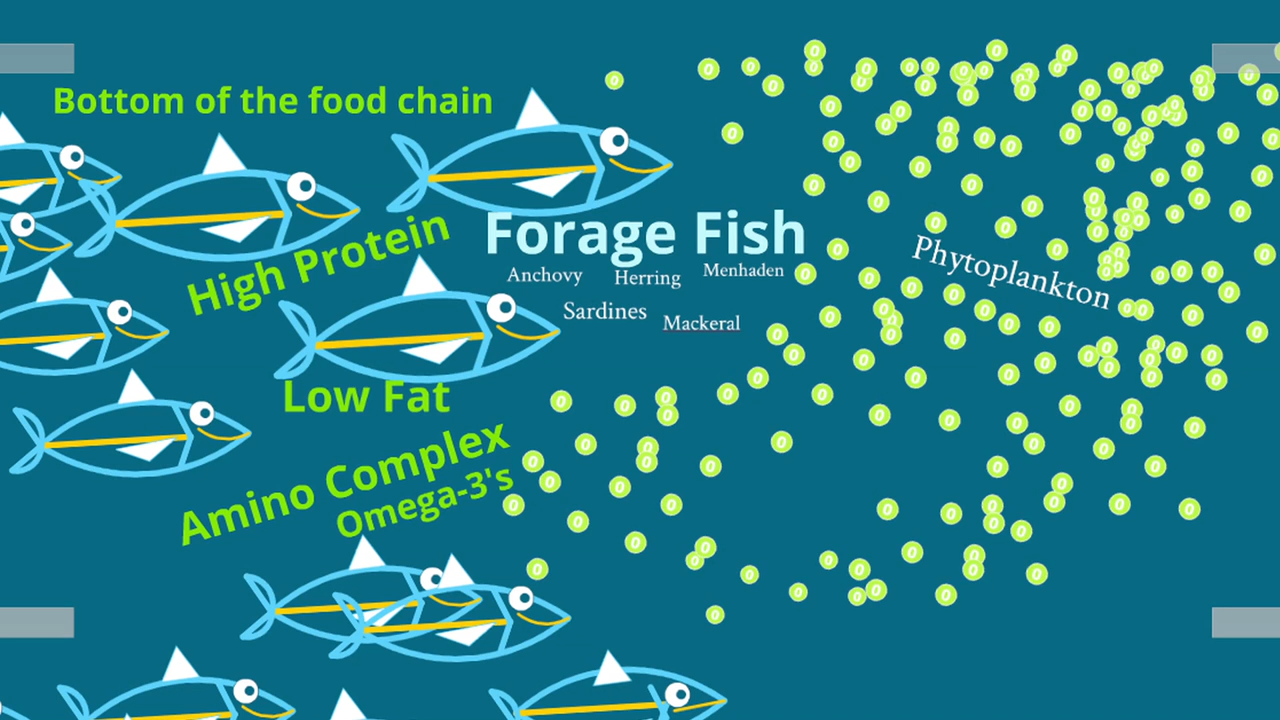 Bottom of the food chain
High Protein
Forage Fish
Anchovy Herring Menhaden
Sardines Mackeral
Phytoplankton
Low Fat
Amino Complex
Omega-3's